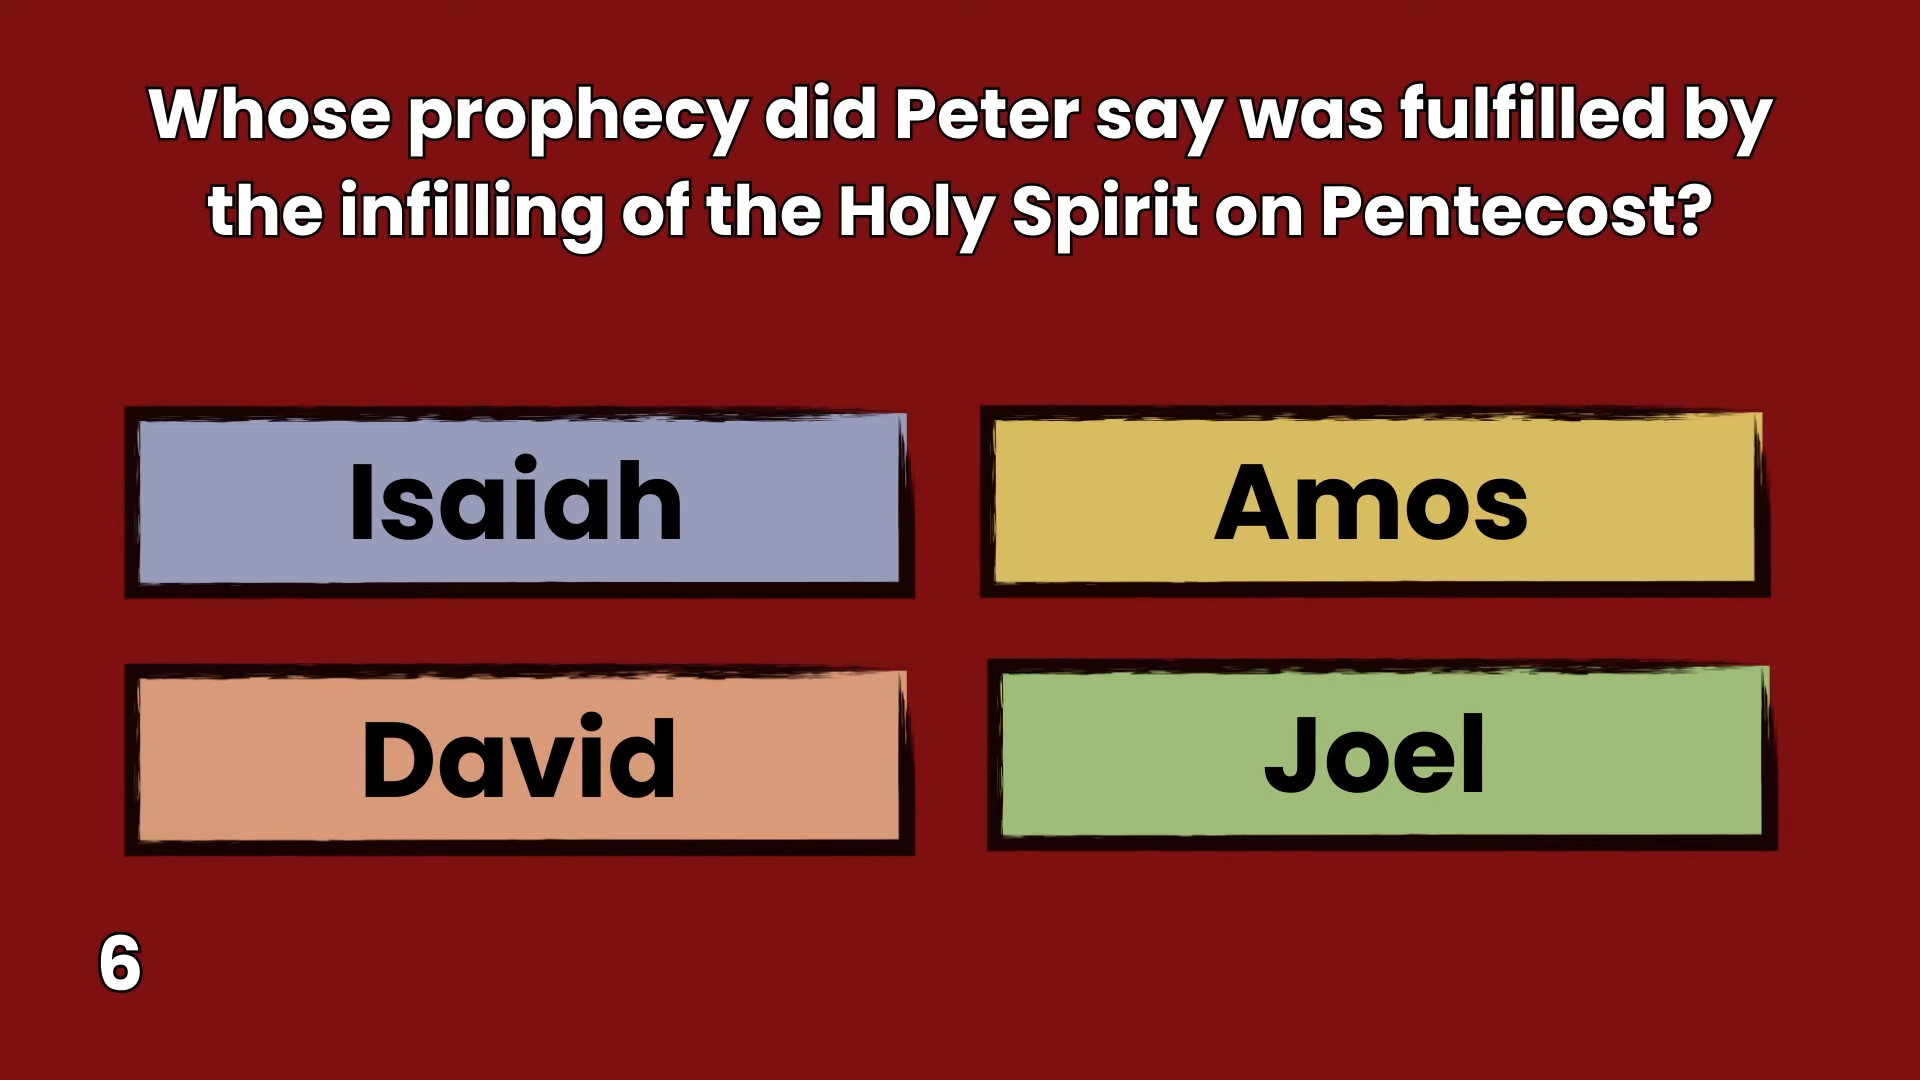 Whose prophecy did Peter say was fulfilled by
the infilling of the Holy Spirit on Pentecost?
Isaiah
Amos
David
Joel
6